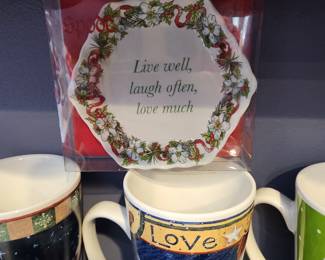 Live well,
laugh often,
love much
LOVE